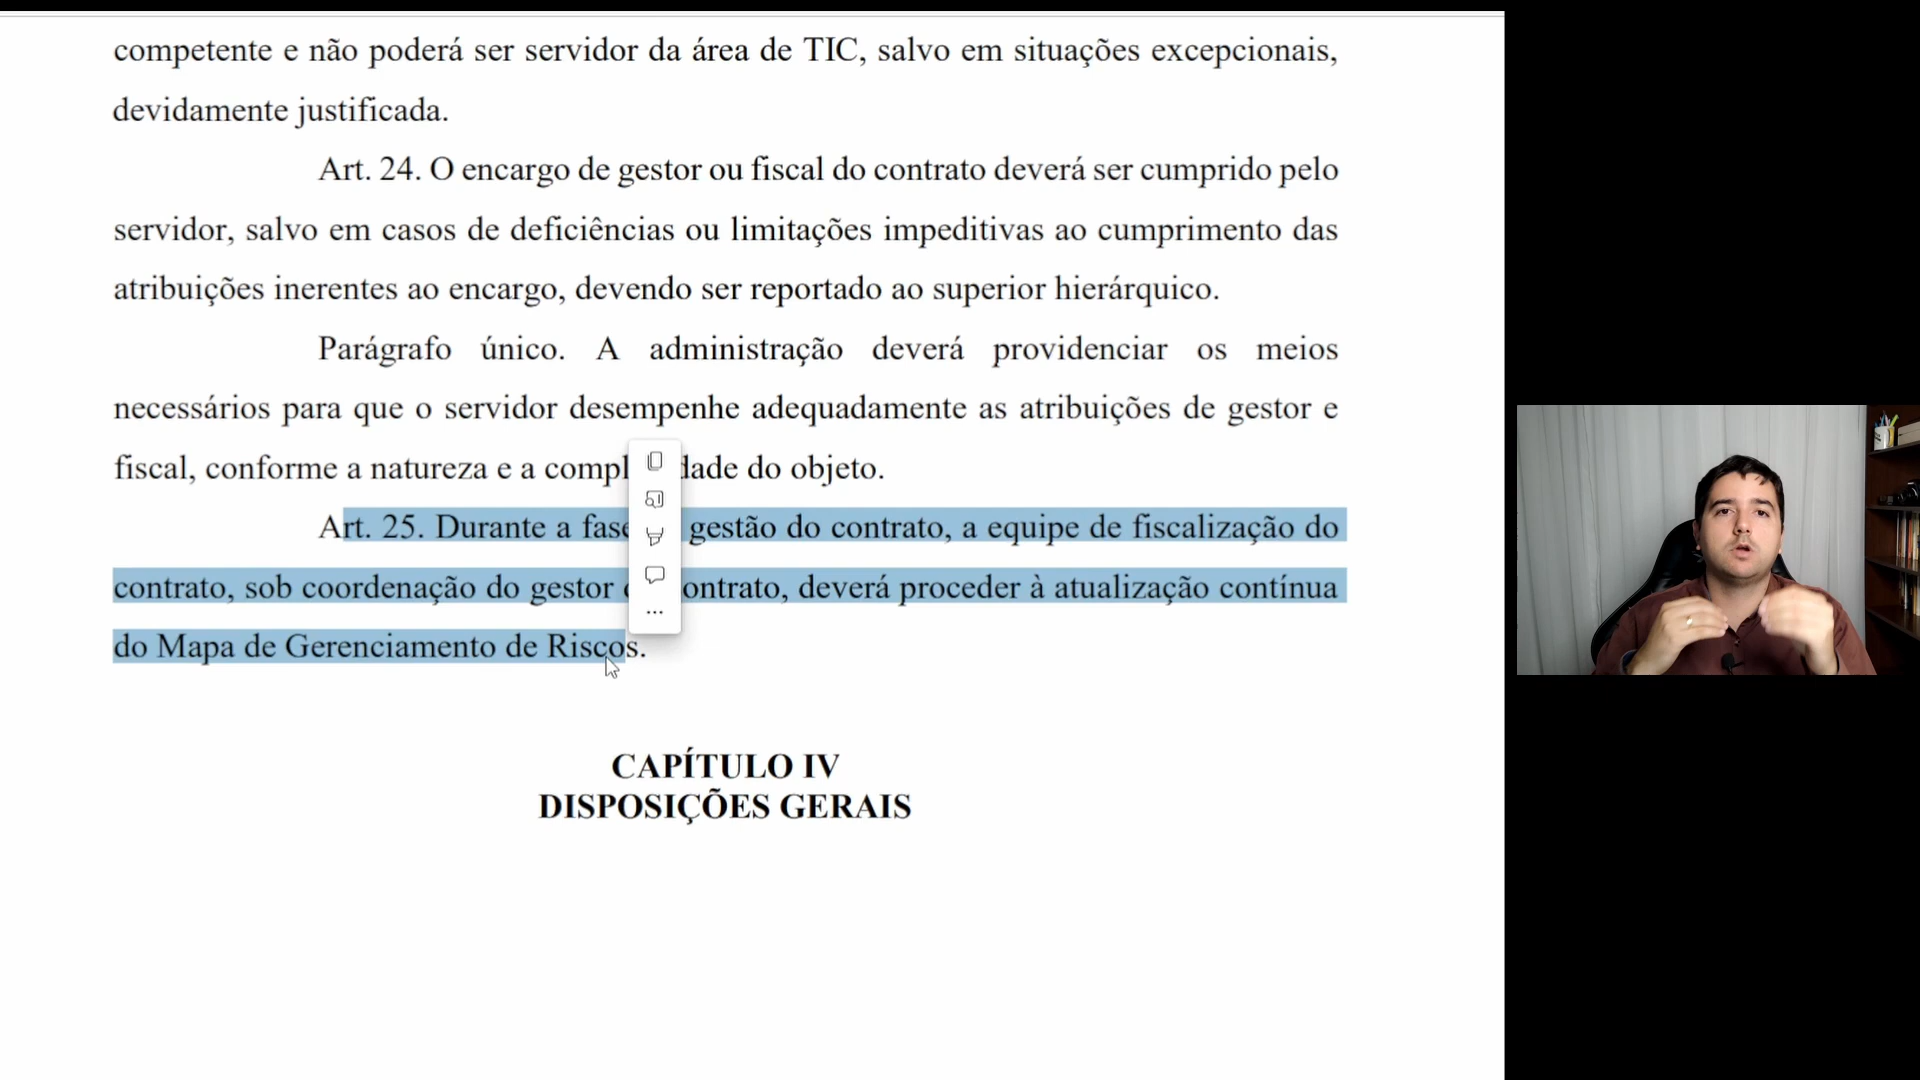 competente e não poderá ser servidor da área de TIC, salvo em situações excepcionais,
devidamente justificada.
Art. 24. O encargo de gestor ou fiscal do contrato deverá ser cumprido pelo
servidor, salvo em casos de deficiências ou limitações impeditivas ao cumprimento das
atribuições inerentes ao encargo, devendo ser reportado ao superior hierárquico.
Parágrafo único. A administração deverá providenciar os meios
necessários para que o servidor desempenhe adequadamente as atribuições de gestor e
fiscal, conforme a natureza e a compl dade do objeto.
Art. 25. Durante a fase gestão do contrato, a equipe de fiscalização do
contrato, sob coordenação do gestor ontrato, deverá proceder à atualização contínua
do Mapa de Gerenciamento de Riscos.
CAPÍTULO IV
DISPOSIÇÕES GERAIS